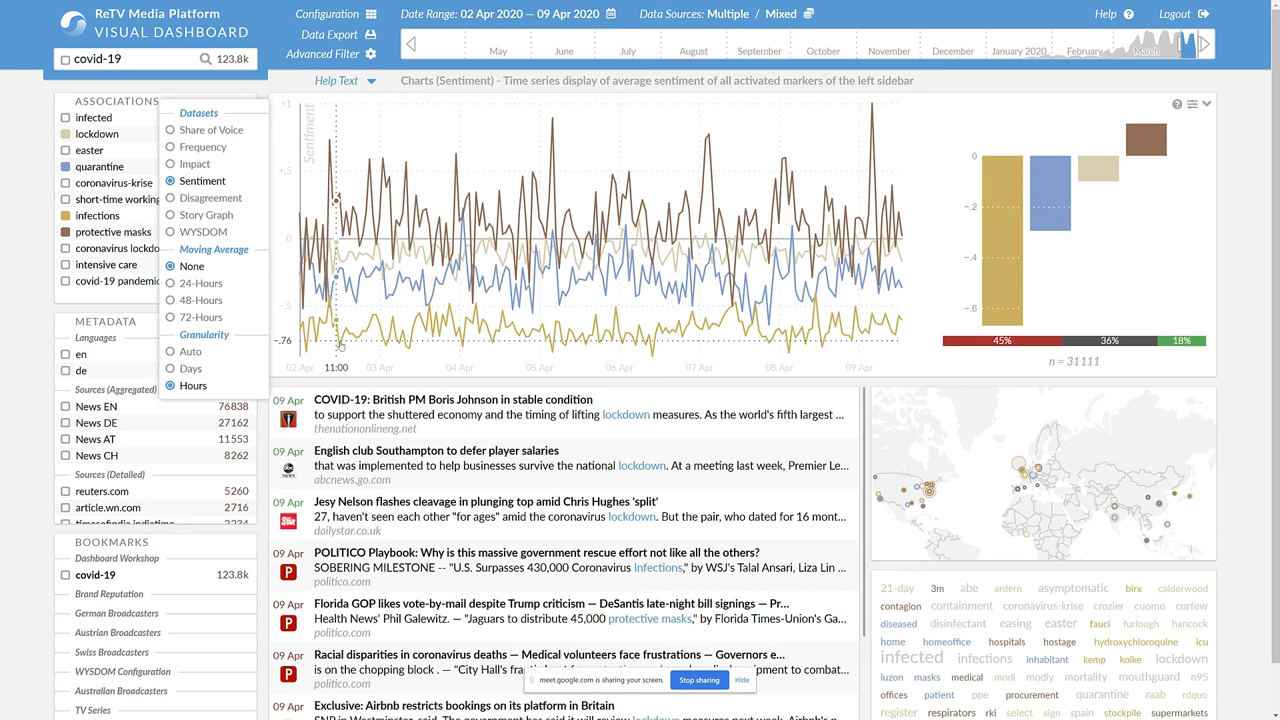 ReTV Media Platform
VISUAL DASHBOARD
covid-19 123.8k
Configuration
Data Export
Advanced Filter
Date Range: 02 Apr 2020 — 09 Apr 2020
Data Sources: Multiple / Mixed
Help
Logout
May June July August September October November December January 2020 February March
Help Text
Charts (Sentiment) - Time series display of average sentiment of all activated markers of the left sidebar
ASSOCIATIONS
infected
lockdown
easter
quarantine
coronavirus-krise
short-time working
infections
protective masks
coronavirus lockdo
intensive care
covid-19 pandemic
Datasets
Share of Voice
Frequency
Impact
Sentiment
Disagreement
Story Graph
WYSDOM
Moving Average
None
24-Hours
48-Hours
72-Hours
Granularity
Auto
Days
Hours
METADATA
Languages
en
de
Sources (Aggregated)
News EN 76838
News DE 27162
News AT 11553
News CH 8262
Sources (Detailed)
reuters.com 5260
article.wn.com 2716
BOOKMARKS
Dashboard Workshop
covid-19 123.8k
Brand Reputation
German Broadcasters
Austrian Broadcasters
Swiss Broadcasters
WYSDOM Configuration
Australian Broadcasters
TV Series
Sentiment
+1
+.5
0
-.5
-.76
02 Apr 11:00 03 Apr 04 Apr 05 Apr 06 Apr 07 Apr 08 Apr 09 Apr
0
-.2
-.4
-.6
45% 36% 18%
n = 31111
09 Apr COVID-19: British PM Boris Johnson in stable condition
to support the shuttered economy and the timing of lifting lockdown measures. As the world's fifth largest ...
thenationonlineng.net
09 Apr English club Southampton to defer player salaries
that was implemented to help businesses survive the national lockdown. At a meeting last week, Premier Le...
abcnews.go.com
09 Apr Jesy Nelson flashes cleavage in plunging top amid Chris Hughes 'split'
27, haven't seen each other "for ages" amid the coronavirus lockdown. But the pair, who dated for 16 mont...
dailystar.co.uk
09 Apr POLITICO Playbook: Why is this massive government rescue effort not like all the others?
SOBERING MILESTONE -- "U.S. Surpasses 430,000 Coronavirus Infections," by WSJ's Talal Ansari, Liza Lin ...
politico.com
09 Apr Florida GOP likes vote-by-mail despite Trump criticism — DeSantis late-night bill signings — Pr...
Health News' Phil Galewitz. — "Jaguars to distribute 45,000 protective masks," by Florida Times-Union's Ga...
politico.com
09 Apr Racial disparities in coronavirus deaths — Medical volunteers face frustrations — Governors e...
is on the chopping block . — "City Hall's to combat...
politico.com
09 Apr Exclusive: Airbnb restricts bookings on its platform in Britain
meet.google.com is sharing your screen. Stop sharing Hide
21-day 3m abe ardern asymptomatic birx calderwood
contagion containment coronavirus-krise crozier cuomo curfew
diseased disinfectant easing easter fauci furlough hancock
home homeoffice hospitals hostage hydroxychloroquine icu
infected infections inhabitant kemp koike lockdown
luzon masks medical modi modly mortality mouthguard n95
offices patient ppe procurement quarantine raab rdquo
register respirators rki select sign spain stockpile supermarkets